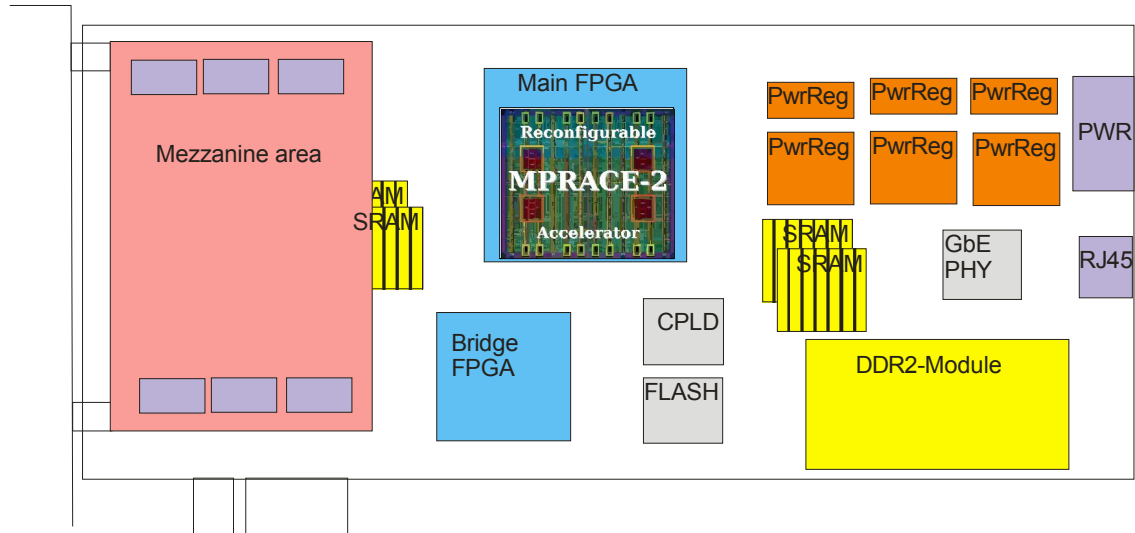 Main FPGA
Reconfigurable
MPRACE-2
Accelerator
Mezzanine area
AM
SRAM
PwrReg
PwrReg
PwrReg
PwrReg
PwrReg
PwrReg
PWR
SRAM
SRAM
GbE
PHY
RJ45
Bridge
FPGA
CPLD
FLASH
DDR2-Module